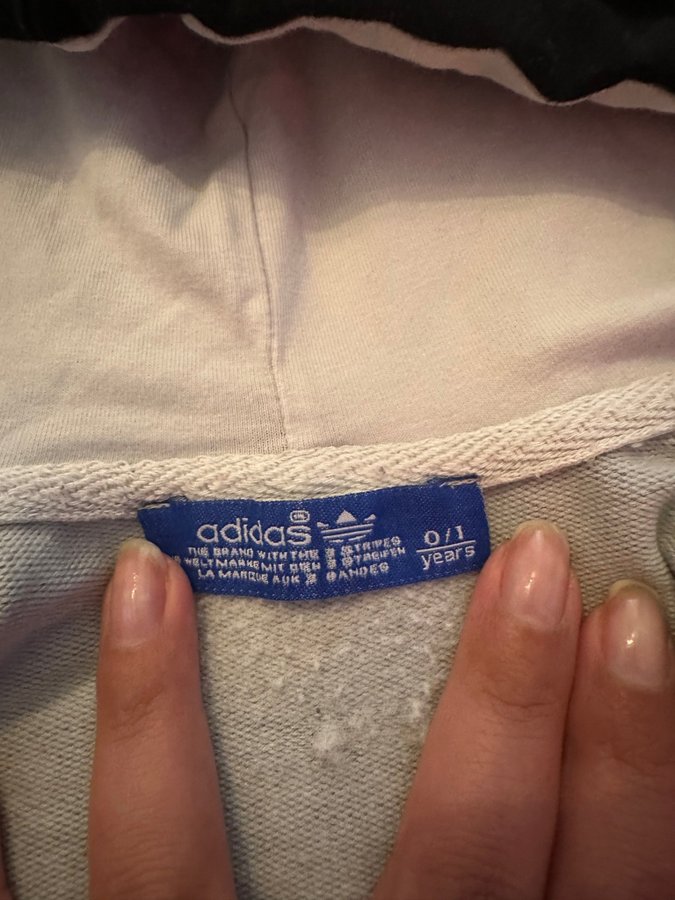 adidas
THE BRAND WITH THE 3 STRIPES
WELTMARKE MIT DEN 3 STREIFEN
LA MARQUE AUX 3 BANDES
0/1
years